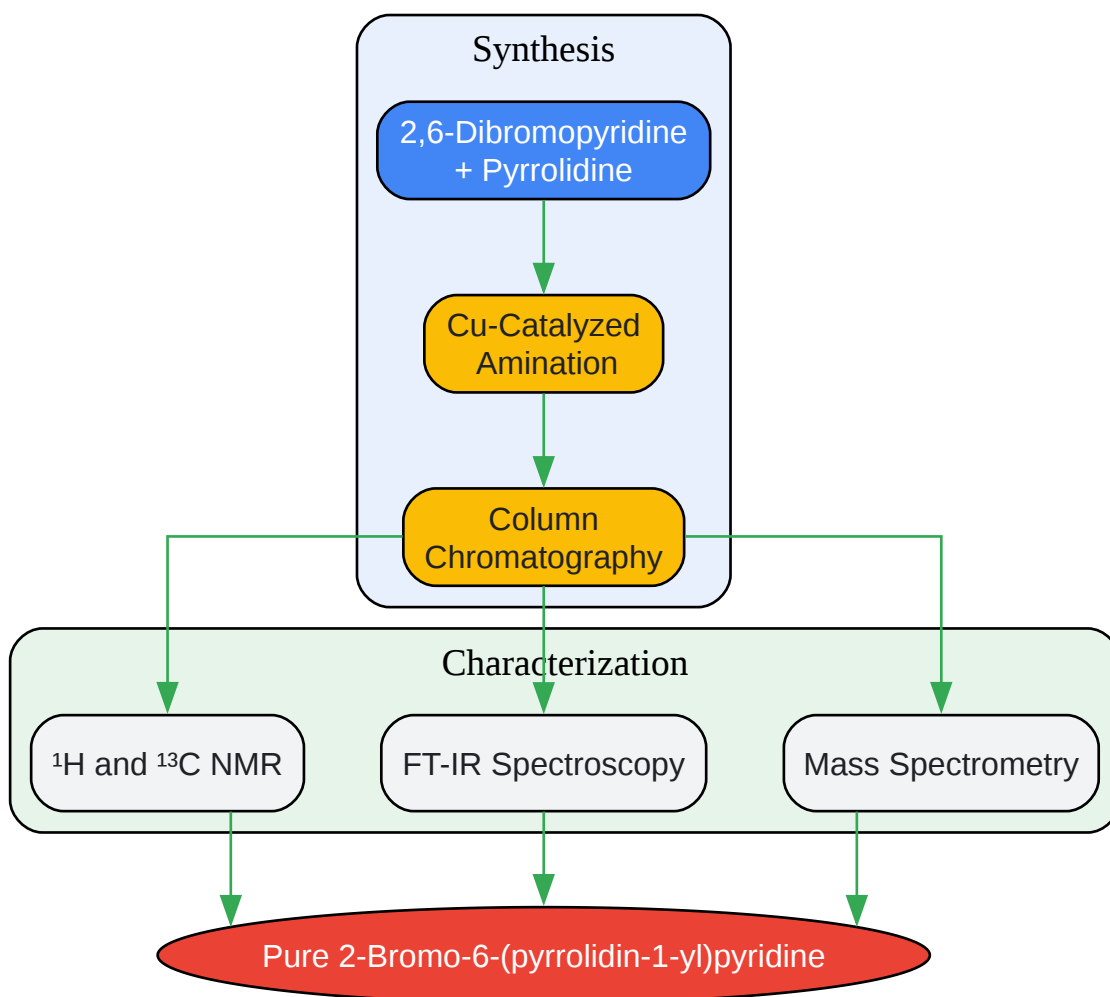 Synthesis
2,6-Dibromopyridine
+ Pyrrolidine
Cu-Catalyzed
Amination
Column
Chromatography
Characterization
¹H and ¹³C NMR
FT-IR Spectroscopy
Mass Spectrometry
Pure 2-Bromo-6-(pyrrolidin-1-yl)pyridine